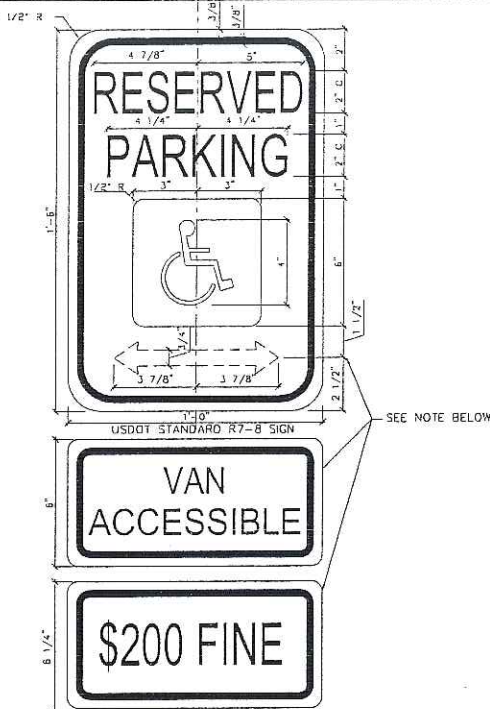 1/2" R
3/8"
3/8"
4 7/8"
5"
2"
RESERVED
2" C
4 1/4"
4 1/4"
1"
PARKING
2" C
1/2" R
3"
3"
1"
1'-6"
4"
6"
3/4"
1 1/2"
3 7/8"
3 7/8"
2 1/2"
1'-0"
USDOT STANDARD R7-8 SIGN
SEE NOTE BELOW
6"
VAN
ACCESSIBLE
6 1/4"
$200 FINE